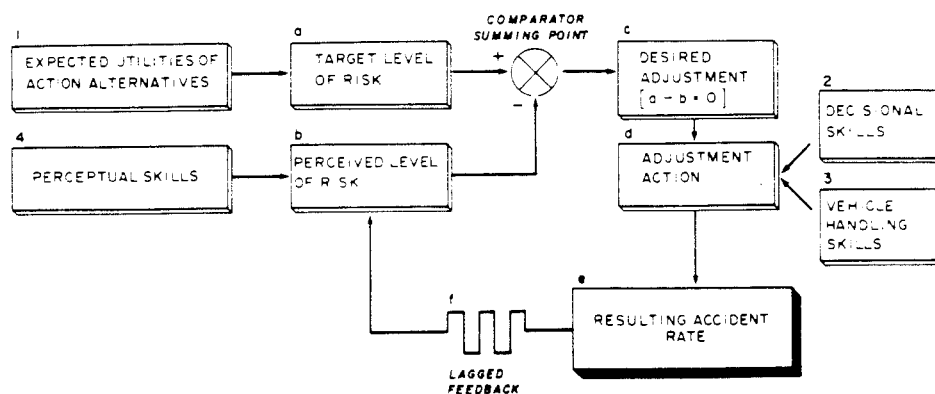 COMPARATOR
SUMMING POINT
1
EXPECTED UTILITIES OF
ACTION ALTERNATIVES
a
TARGET LEVEL
OF RISK
+
-
c
DESIRED
ADJUSTMENT
[a - b = 0]
2
DECISIONAL
SKILLS
4
PERCEPTUAL SKILLS
b
PERCEIVED LEVEL
OF RISK
d
ADJUSTMENT
ACTION
3
VEHICLE
HANDLING
SKILLS
e
RESULTING ACCIDENT
RATE
f
LAGGED
FEEDBACK